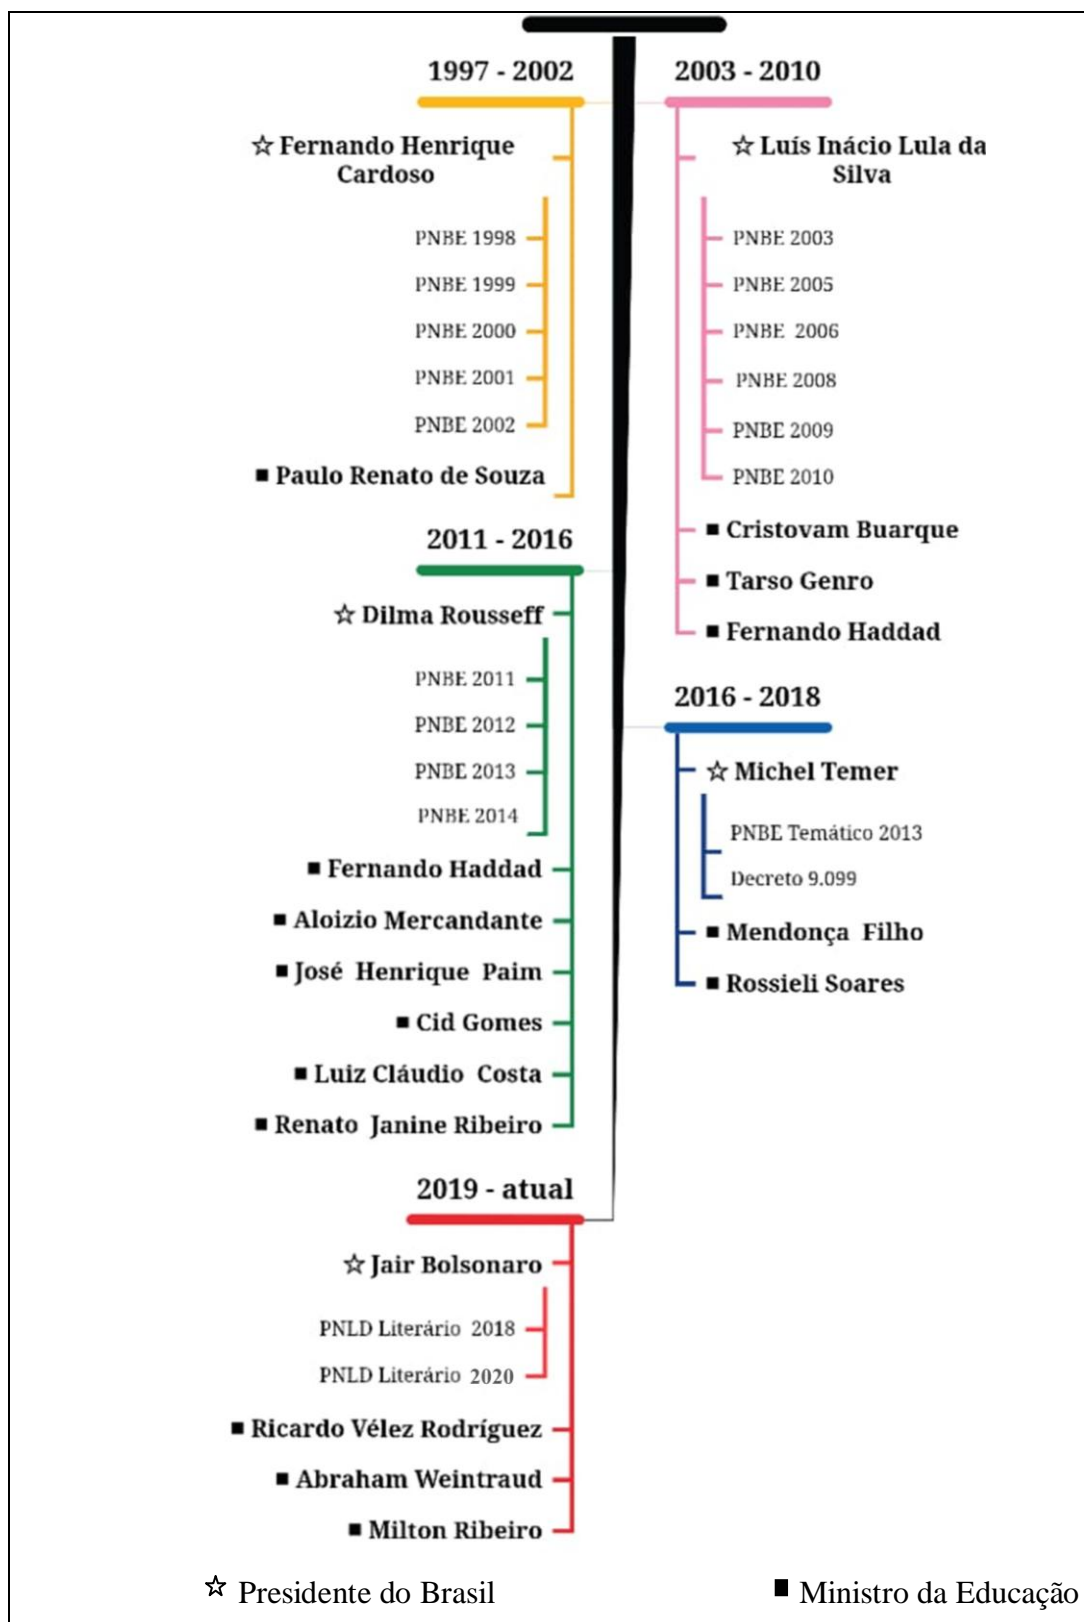 1997 - 2002
☆ Fernando Henrique
Cardoso
PNBE 1998
PNBE 1999
PNBE 2000
PNBE 2001
PNBE 2002
■ Paulo Renato de Souza
2003 - 2010
☆ Luís Inácio Lula da
Silva
PNBE 2003
PNBE 2005
PNBE 2006
PNBE 2008
PNBE 2009
PNBE 2010
■ Cristovam Buarque
■ Tarso Genro
■ Fernando Haddad
2011 - 2016
☆ Dilma Rousseff
PNBE 2011
PNBE 2012
PNBE 2013
PNBE 2014
■ Fernando Haddad
■ Aloizio Mercandante
■ José Henrique Paim
■ Cid Gomes
■ Luiz Cláudio Costa
■ Renato Janine Ribeiro
2016 - 2018
☆ Michel Temer
PNBE Temático 2013
Decreto 9.099
■ Mendonça Filho
■ Rossieli Soares
2019 - atual
☆ Jair Bolsonaro
PNLD Literário 2018
PNLD Literário 2020
■ Ricardo Vélez Rodríguez
■ Abraham Weintraud
■ Milton Ribeiro
☆ Presidente do Brasil
■ Ministro da Educação